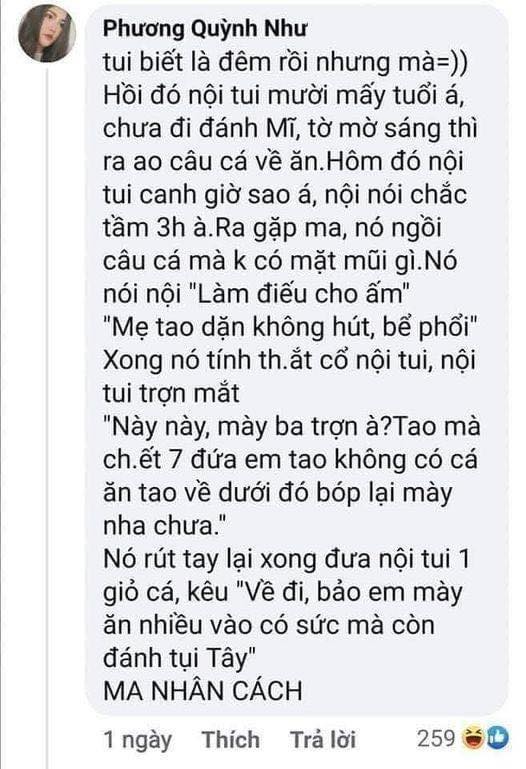 Phương Quỳnh Như
tui biết là đêm rồi nhưng mà=))
Hồi đó nội tui mười mấy tuổi á,
chưa đi đánh Mĩ, tờ mờ sáng thì
ra ao câu cá về ăn.Hôm đó nội
tui canh giờ sao á, nội nói chắc
tầm 3h à.Ra gặp ma, nó ngồi
câu cá mà k có mặt mũi gì.Nó
nói nội "Làm điếu cho ấm"
"Mẹ tao dặn không hút, bể phổi"
Xong nó tính th.ắt cổ nội tui, nội
tui trợn mắt
"Này này, mày ba trợn à?Tao mà
ch.ết 7 đứa em tao không có cá
ăn tao về dưới đó bóp lại mày
nha chưa."
Nó rút tay lại xong đưa nội tui 1
giỏ cá, kêu "Về đi, bảo em mày
ăn nhiều vào có sức mà còn
đánh tụi Tây"
MA NHÂN CÁCH
1 ngày Thích Trả lời 259